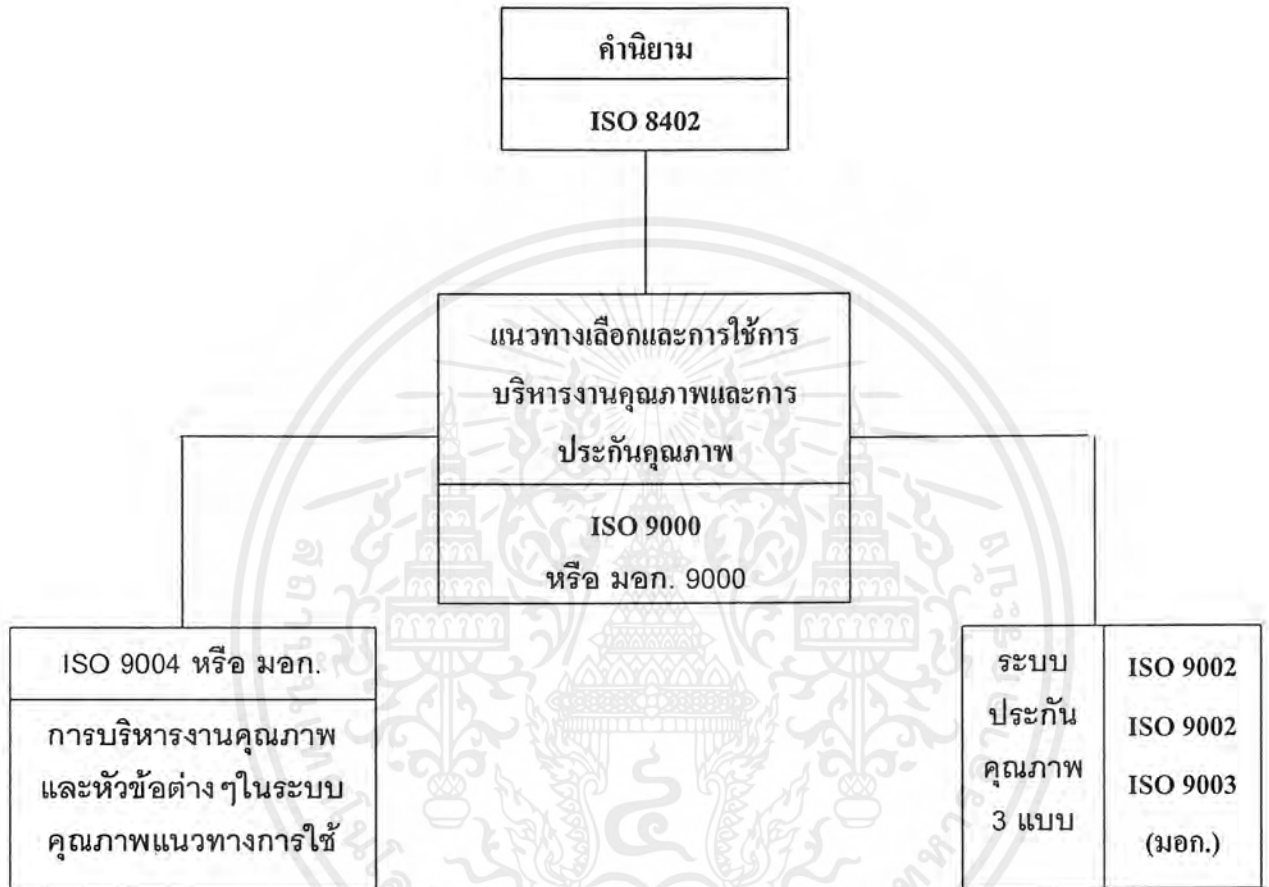 คำนิยาม
ISO 8402
แนวทางเลือกและการใช้การ
บริหารงานคุณภาพและการ
ประกันคุณภาพ
ISO 9000
หรือ มอก. 9000
ISO 9004 หรือ มอก.
การบริหารงานคุณภาพ
และหัวข้อต่าง ๆในระบบ
คุณภาพแนวทางการใช้
ระบบ
ประกัน
คุณภาพ
3 แบบ
ISO 9002
ISO 9002
ISO 9003
(มอก.)